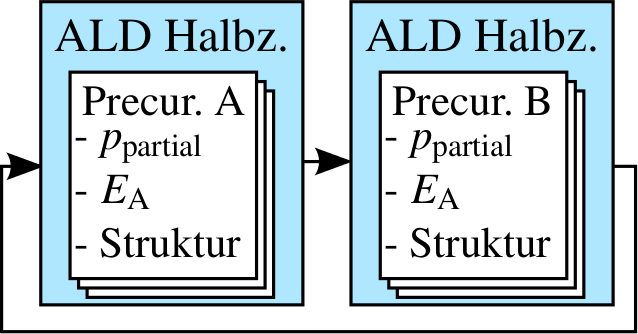 ALD Halbz.
Precur. A
- p_partial
- E_A
- Struktur
ALD Halbz.
Precur. B
- p_partial
- E_A
- Struktur